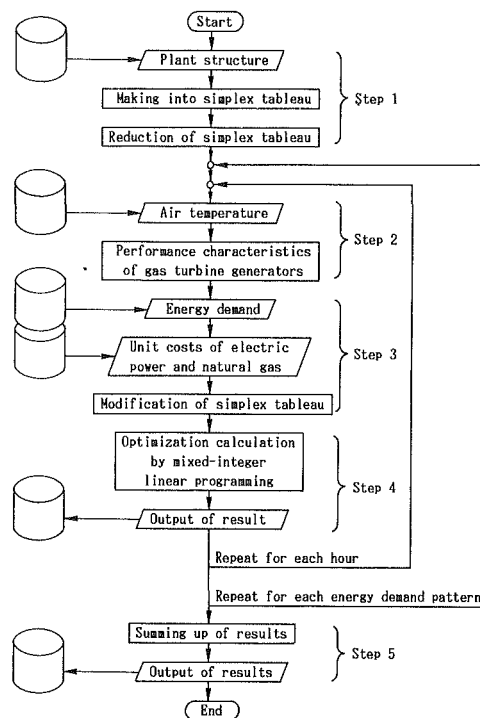 Start
Plant structure
Making into simplex tableau
Step 1
Reduction of simplex tableau
Air temperature
Step 2
Performance characteristics
of gas turbine generators
Energy demand
Unit costs of electric
power and natural gas
Step 3
Modification of simplex tableau
Optimization calculation
by mixed-integer
linear programming
Step 4
Output of result
Repeat for each hour
Repeat for each energy demand pattern
Summing up of results
Step 5
Output of results
End